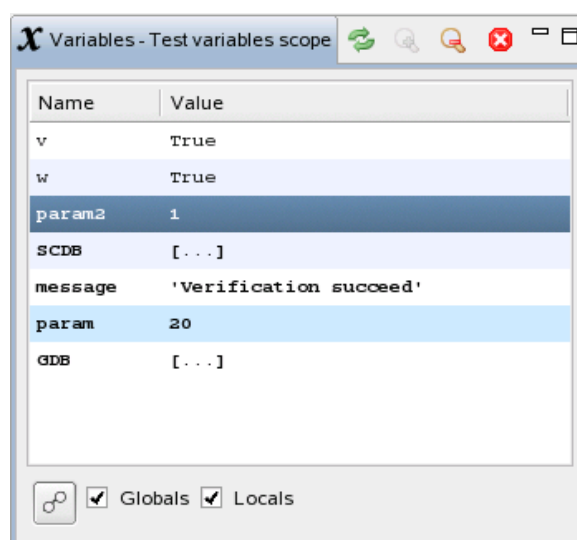 X Variables - Test variables scope
Name Value
v True
w True
param2 1
SCDB [...]
message 'Verification succeed'
param 20
GDB [...]
Globals Locals